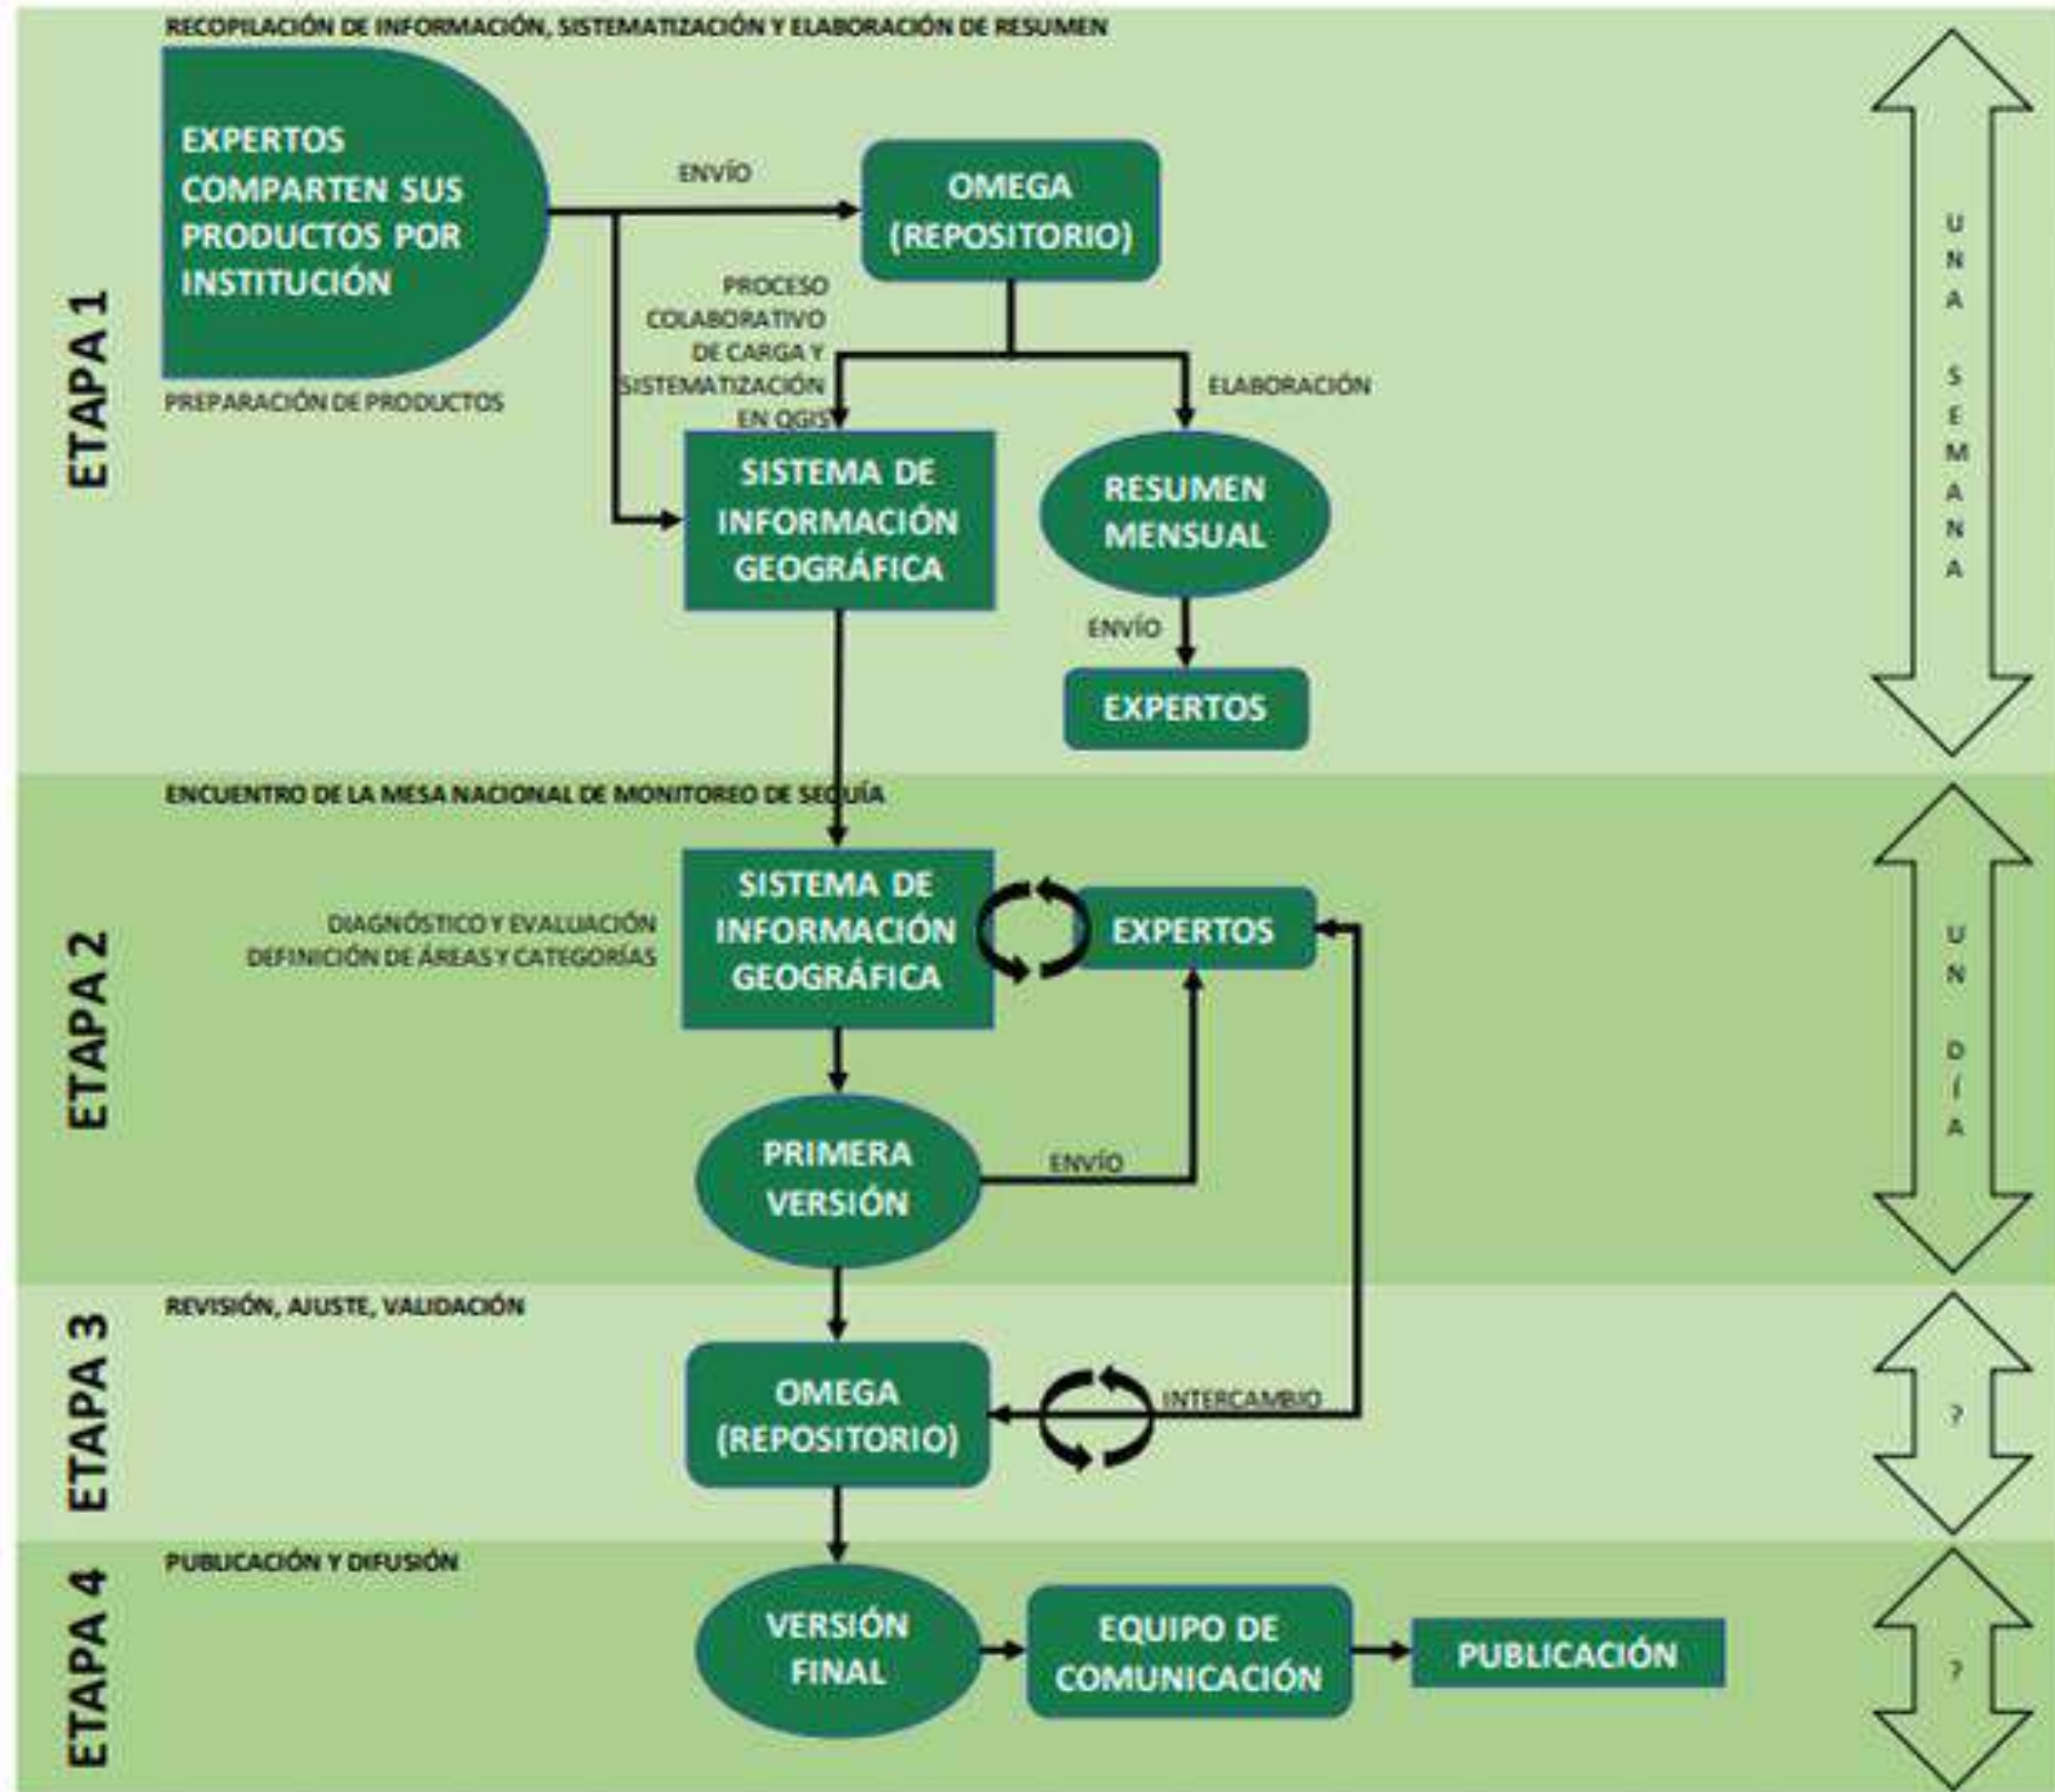 RECOPILACIÓN DE INFORMACIÓN, SISTEMATIZACIÓN Y ELABORACIÓN DE RESUMEN
ETAPA 1
EXPERTOS
COMPARTEN SUS
PRODUCTOS POR
INSTITUCIÓN
PREPARACIÓN DE PRODUCTOS
ENVÍO
OMEGA
(REPOSITORIO)
PROCESO
COLABORATIVO
DE CARGA Y
SISTEMATIZACIÓN
EN QGIS
ELABORACIÓN
SISTEMA DE
INFORMACIÓN
GEOGRÁFICA
RESUMEN
MENSUAL
ENVÍO
EXPERTOS
UNA SEMANA
ENCUENTRO DE LA MESA NACIONAL DE MONITOREO DE SEQUÍA
ETAPA 2
DIAGNÓSTICO Y EVALUACIÓN
DEFINICIÓN DE ÁREAS Y CATEGORÍAS
SISTEMA DE
INFORMACIÓN
GEOGRÁFICA
EXPERTOS
PRIMERA
VERSIÓN
ENVÍO
UN DÍA
REVISIÓN, AJUSTE, VALIDACIÓN
ETAPA 3
OMEGA
(REPOSITORIO)
INTERCAMBIO
?
PUBLICACIÓN Y DIFUSIÓN
ETAPA 4
VERSIÓN
FINAL
EQUIPO DE
COMUNICACIÓN
PUBLICACIÓN
?